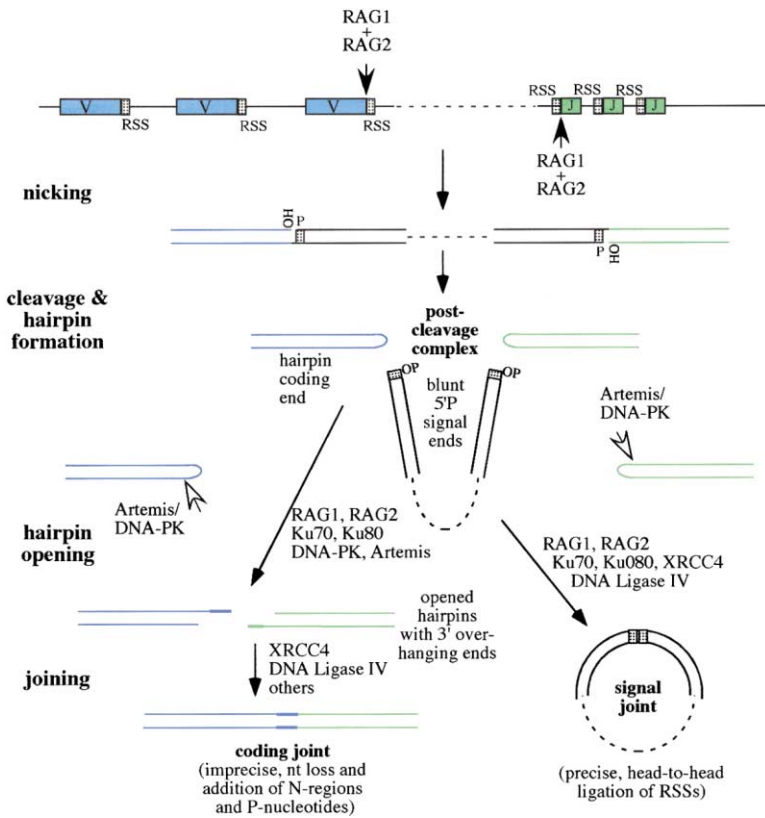 RAG1
+
RAG2
V
V
V
RSS
RSS
RSS
RSS
RSS
RSS
J
J
J
RAG1
+
RAG2
nicking
OH
P
P
OH
cleavage &
hairpin
formation
post-
cleavage
complex
hairpin
coding
end
OP
OP
blunt
5'P
signal
ends
Artemis/
DNA-PK
Artemis/
DNA-PK
hairpin
opening
RAG1, RAG2
Ku70, Ku80
DNA-PK, Artemis
RAG1, RAG2
Ku70, Ku080, XRCC4
DNA Ligase IV
opened
hairpins
with 3' over-
hanging ends
joining
XRCC4
DNA Ligase IV
others
signal
joint
coding joint
(imprecise, nt loss and
addition of N-regions
and P-nucleotides)
(precise, head-to-head
ligation of RSSs)